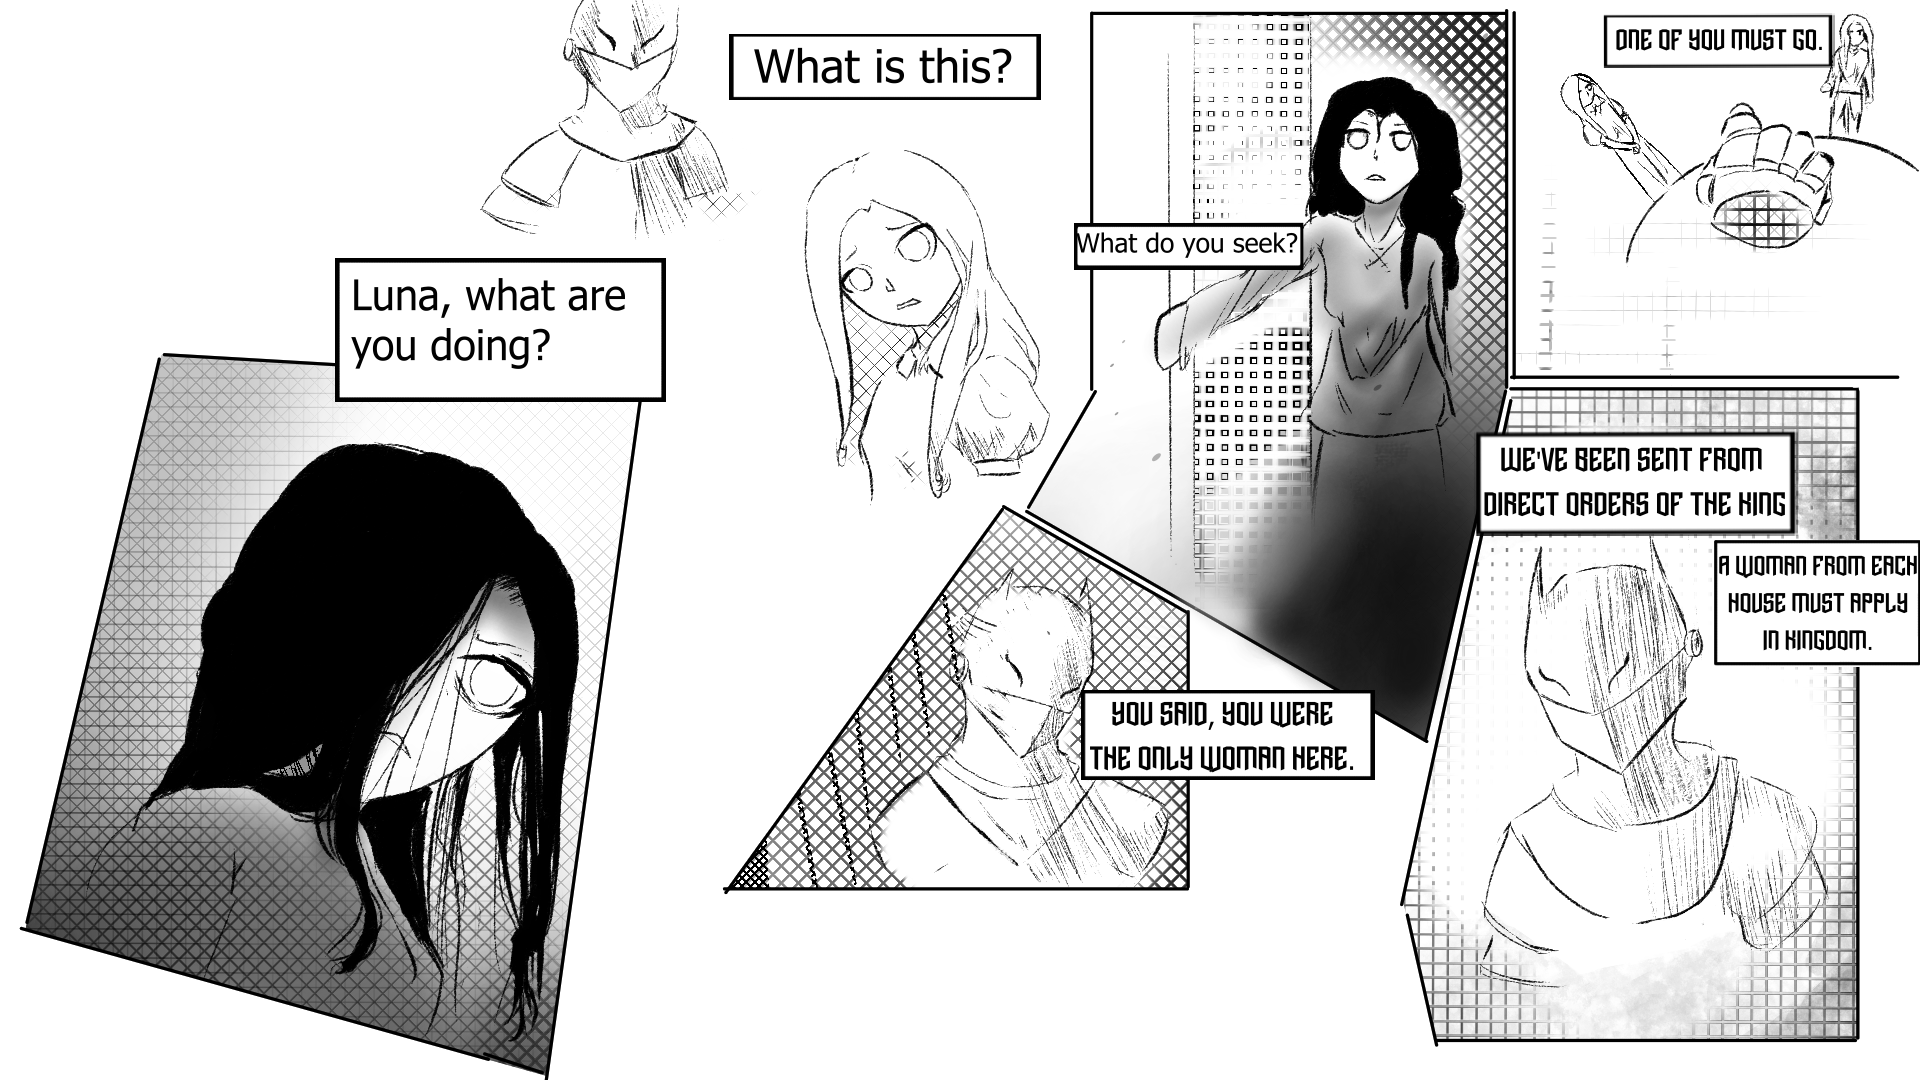 What is this?
ONE OF YOU MUST GO.
What do you seek?
Luna, what are
you doing?
WE'VE BEEN SENT FROM
DIRECT ORDERS OF THE KING
A WOMAN FROM EACH
HOUSE MUST APPLY
IN KINGDOM.
YOU SAID, YOU WERE
THE ONLY WOMAN HERE.